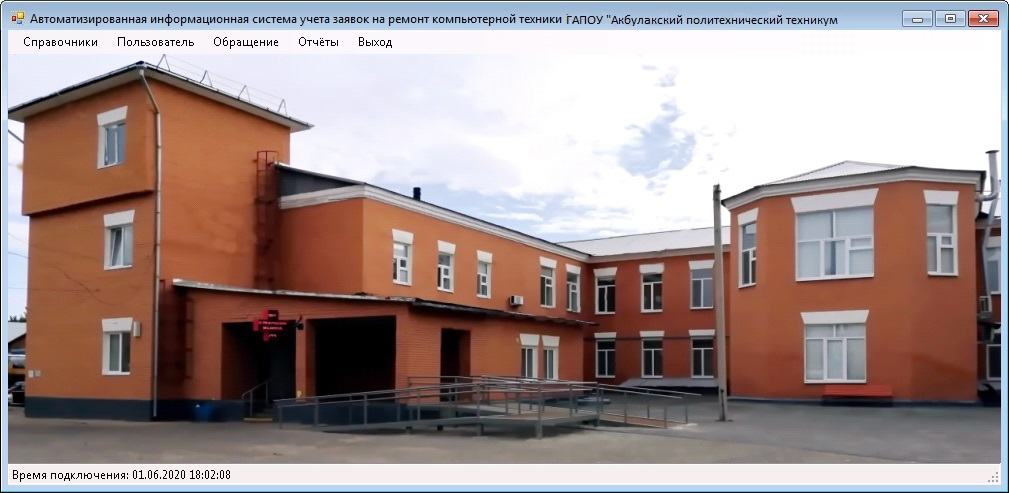 Автоматизированная информационная система учета заявок на ремонт компьютерной техники ГАПОУ "Акбулакский политехнический техникум
Справочники Пользователь Обращение Отчёты Выход
Время подключения: 01.06.2020 18:02:08